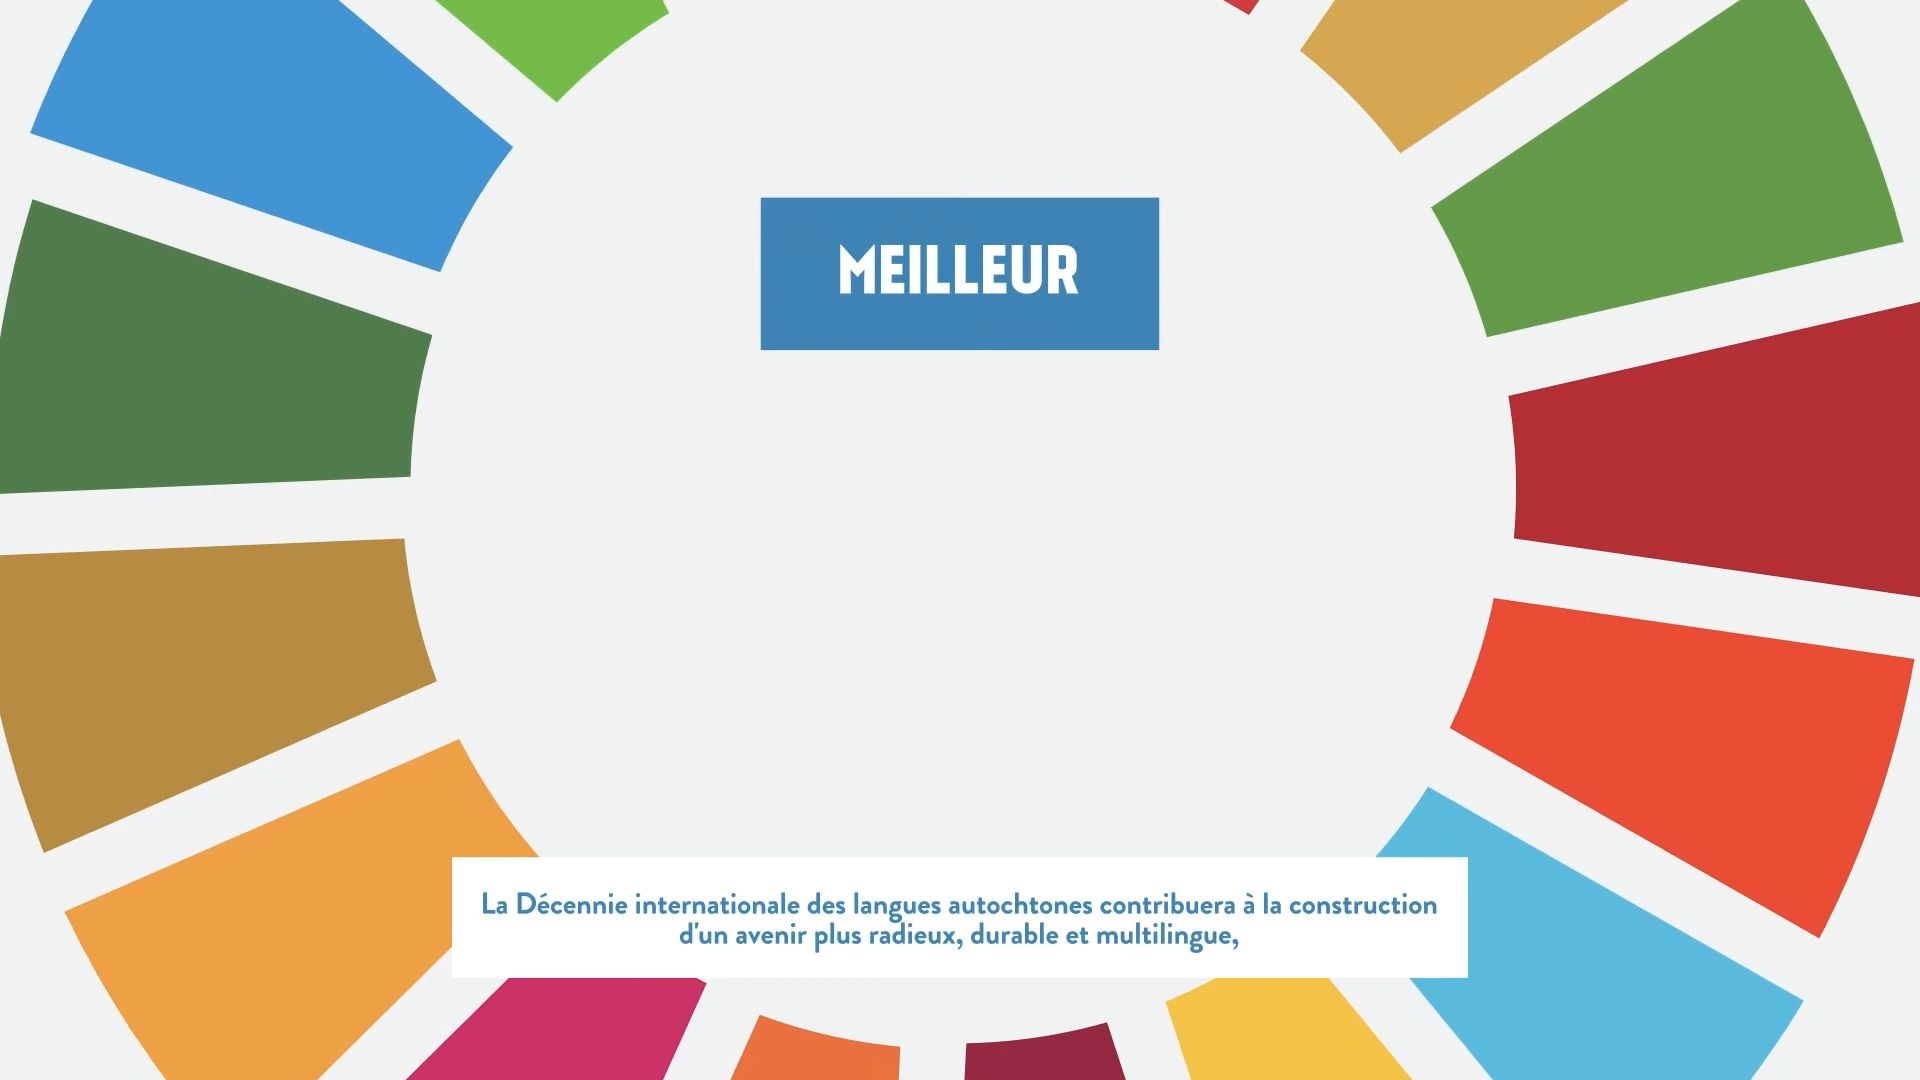 MEILLEUR
La Décennie internationale des langues autochtones contribuera à la construction
d'un avenir plus radieux, durable et multilingue,